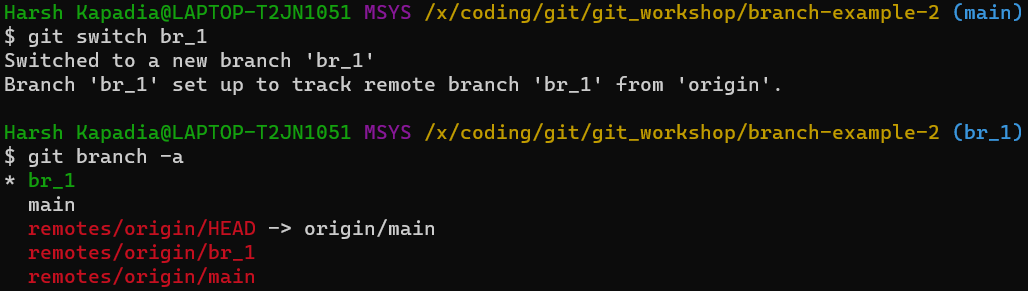 Harsh Kapadia@LAPTOP-T2JN1051 MSYS /x/coding/git/git_workshop/branch-example-2 (main)
$ git switch br_1
Switched to a new branch 'br_1'
Branch 'br_1' set up to track remote branch 'br_1' from 'origin'.
Harsh Kapadia@LAPTOP-T2JN1051 MSYS /x/coding/git/git_workshop/branch-example-2 (br_1)
$ git branch -a
* br_1
main
remotes/origin/HEAD -> origin/main
remotes/origin/br_1
remotes/origin/main